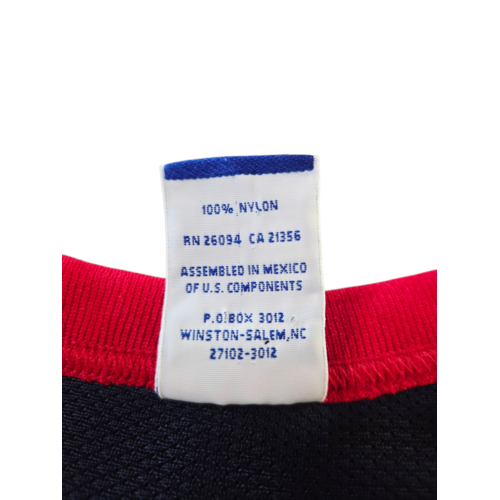 100% NYLON
RN 26094 CA 21356
ASSEMBLED IN MEXICO
OF U.S. COMPONENTS
P.O.BOX 3012
WINSTON-SALEM,NC
27102-3012